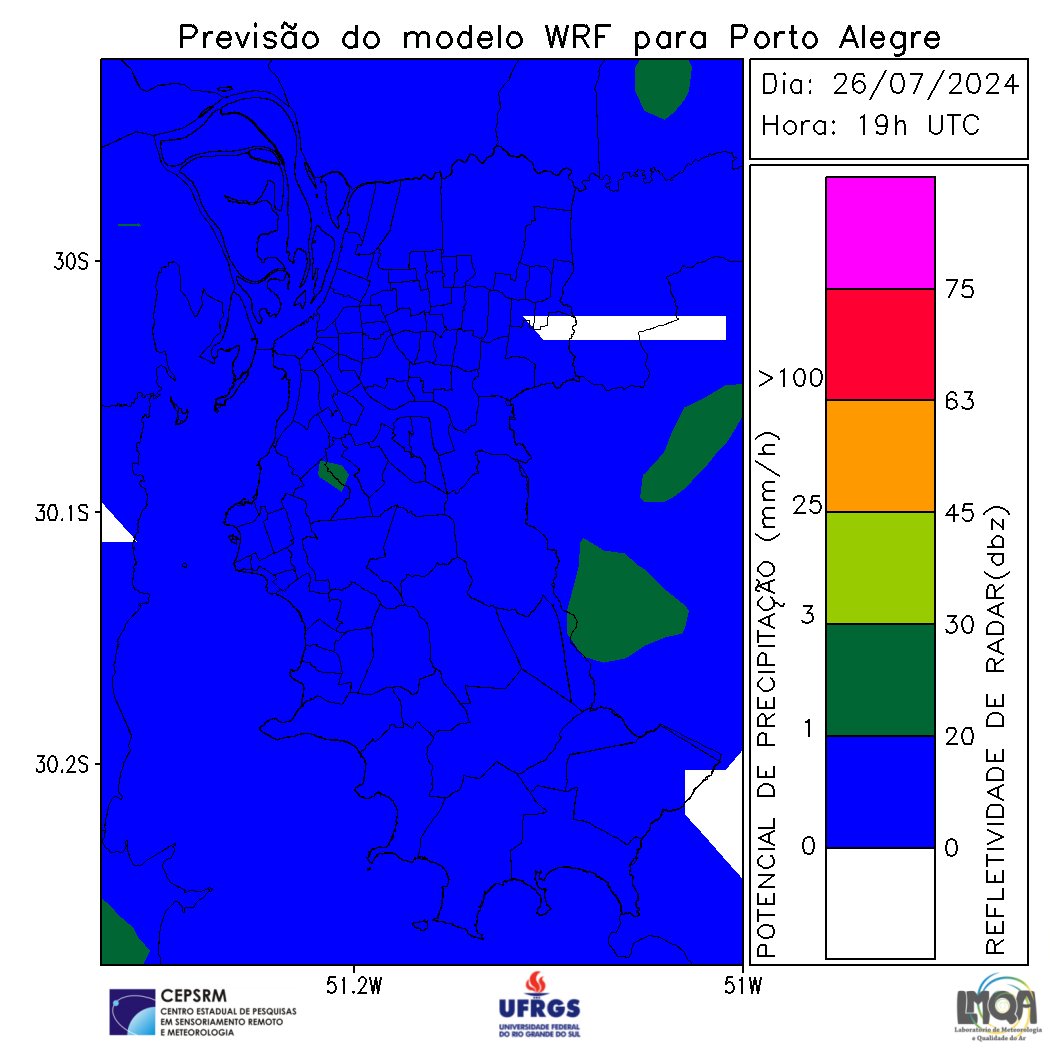 Previsão do modelo WRF para Porto Alegre
Dia: 26/07/2024
Hora: 19h UTC
30S
30.1S
30.2S
51.2W
51W
POTENCIAL DE PRECIPITAÇÃO (mm/h)
>100
25
3
1
0
75
63
45
30
20
0
REFLETIVIDADE DE RADAR(dbz)
CEPSRM
CENTRO ESTADUAL DE PESQUISAS
EM SENSORIAMENTO REMOTO
E METEOROLOGIA
UFRGS
UNIVERSIDADE FEDERAL
DO RIO GRANDE DO SUL
LMQA
Laboratório de Meteorologia
e Qualidade do Ar